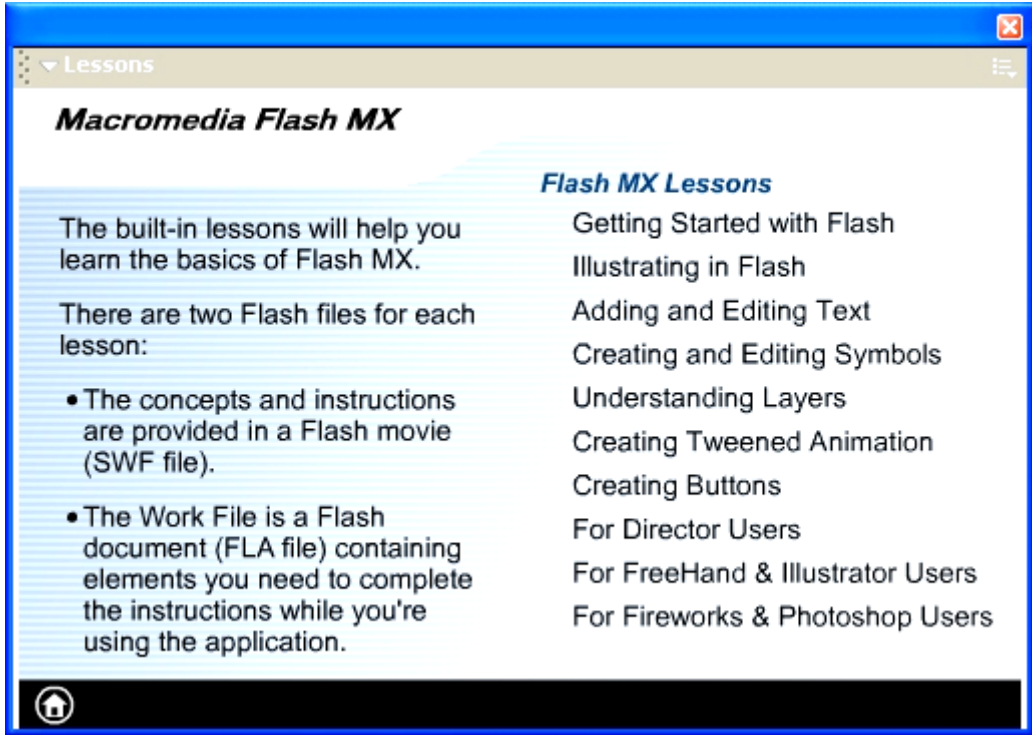 Lessons
Macromedia Flash MX
The built-in lessons will help you
learn the basics of Flash MX.
There are two Flash files for each
lesson:
• The concepts and instructions
are provided in a Flash movie
(SWF file).
• The Work File is a Flash
document (FLA file) containing
elements you need to complete
the instructions while you're
using the application.
Flash MX Lessons
Getting Started with Flash
Illustrating in Flash
Adding and Editing Text
Creating and Editing Symbols
Understanding Layers
Creating Tweened Animation
Creating Buttons
For Director Users
For FreeHand & Illustrator Users
For Fireworks & Photoshop Users